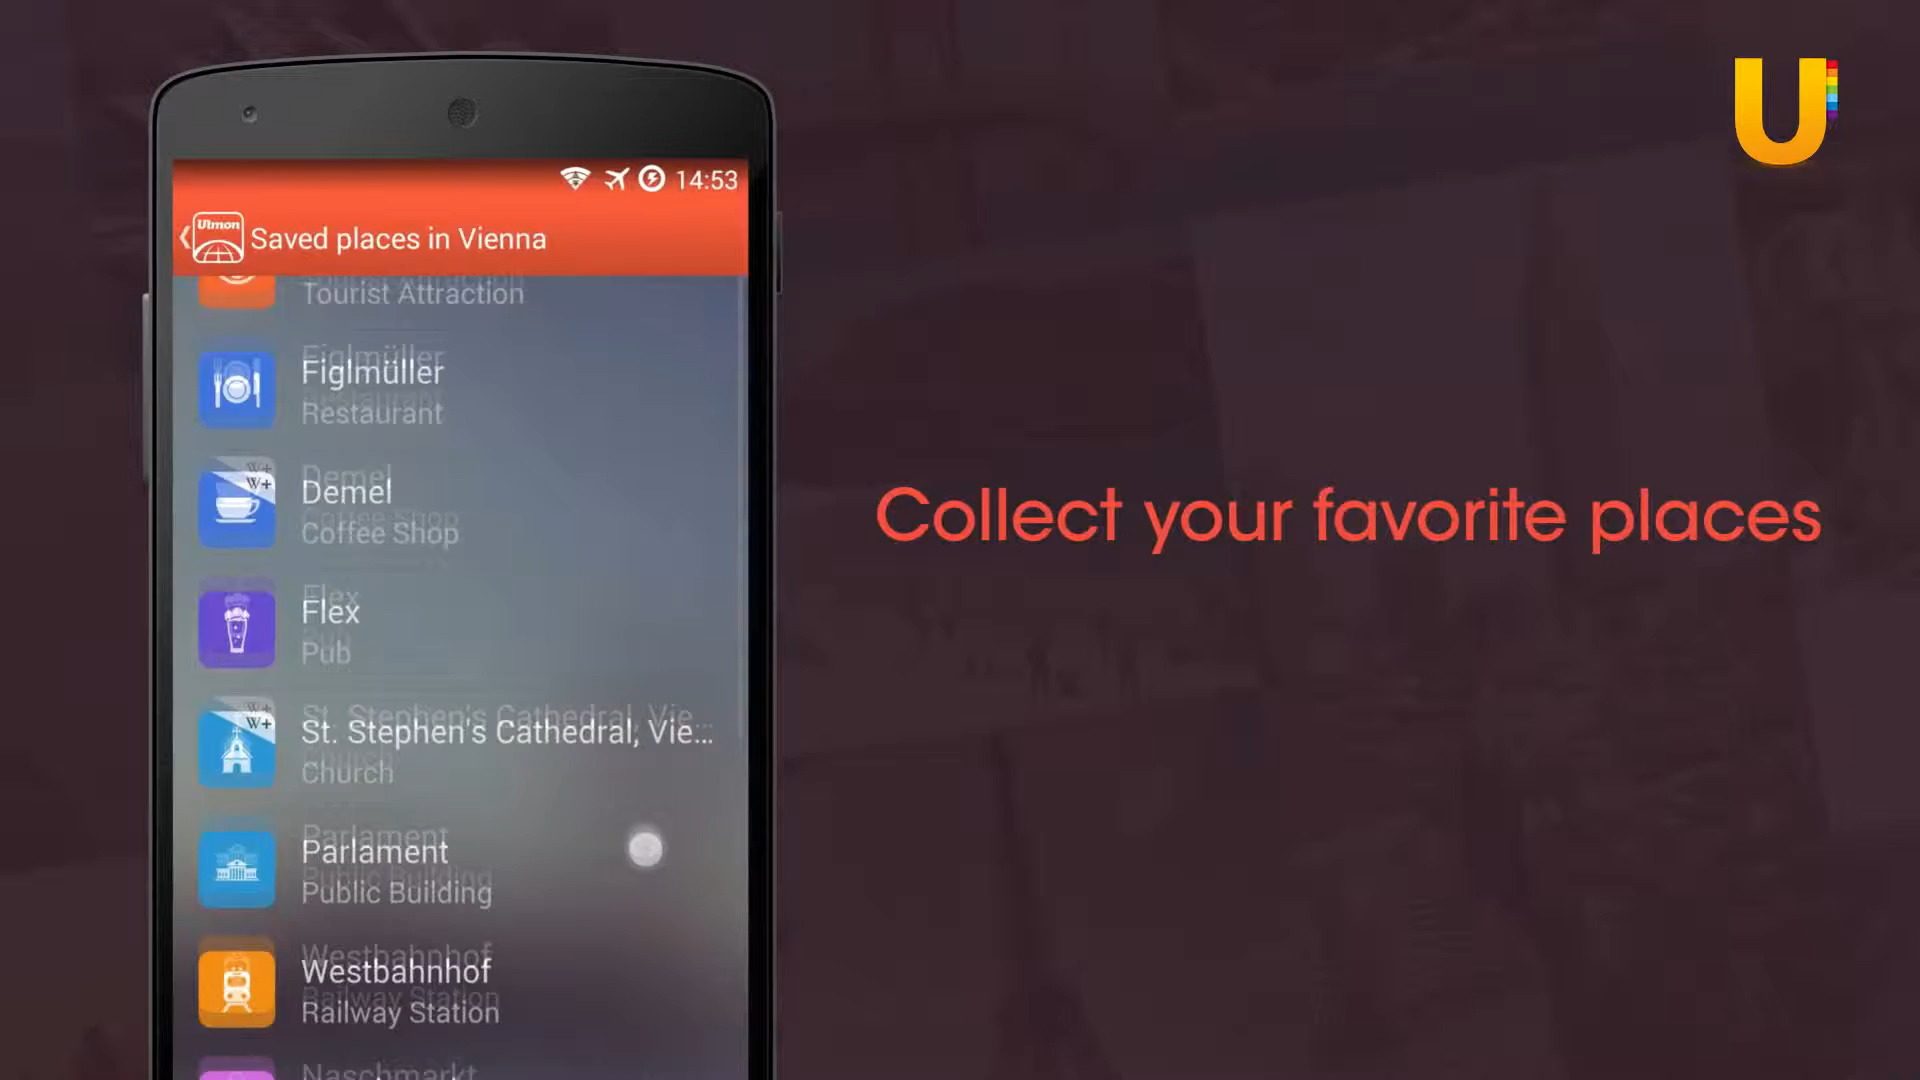 U
14:53
Ulmon
Saved places in Vienna
Tourist Attraction
Figlmüller
Restaurant
W+
Demel
Coffee Shop
Flex
Pub
W+
St. Stephen's Cathedral, Vie...
Church
Parlament
Public Building
Westbahnhof
Railway Station
Naschmarkt
Collect your favorite places